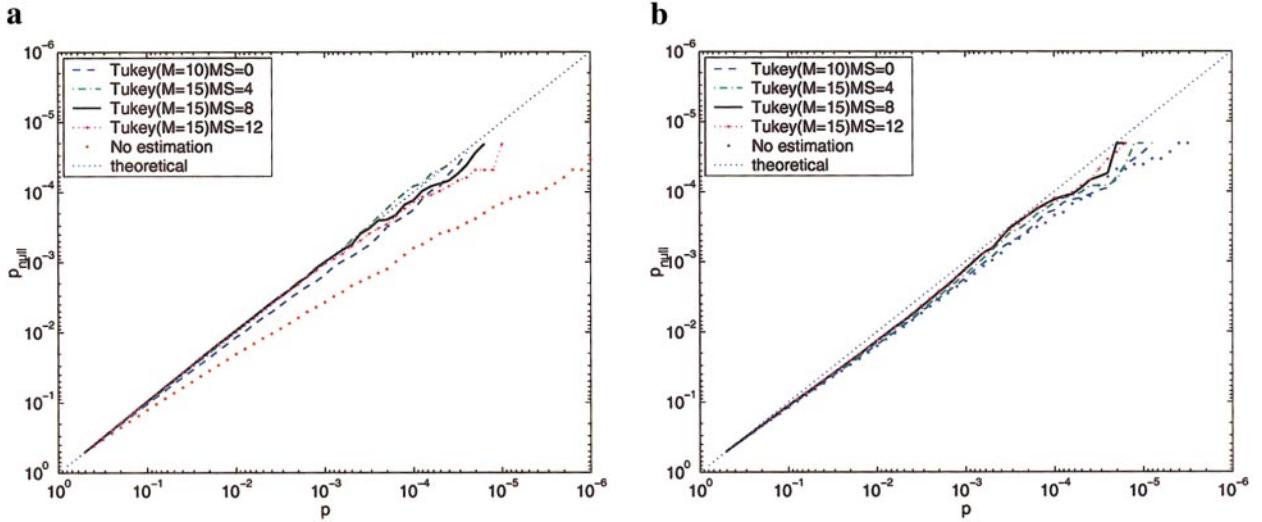 a
10^-6
10^-5
10^-4
10^-3
10^-2
10^-1
10^0
p_null
Tukey(M=10)MS=0
Tukey(M=15)MS=4
Tukey(M=15)MS=8
Tukey(M=15)MS=12
No estimation
theoretical
10^0 10^-1 10^-2 10^-3 10^-4 10^-5 10^-6
p
b
10^-6
10^-5
10^-4
10^-3
10^-2
10^-1
10^0
p_null
Tukey(M=10)MS=0
Tukey(M=15)MS=4
Tukey(M=15)MS=8
Tukey(M=15)MS=12
No estimation
theoretical
10^0 10^-1 10^-2 10^-3 10^-4 10^-5 10^-6
p